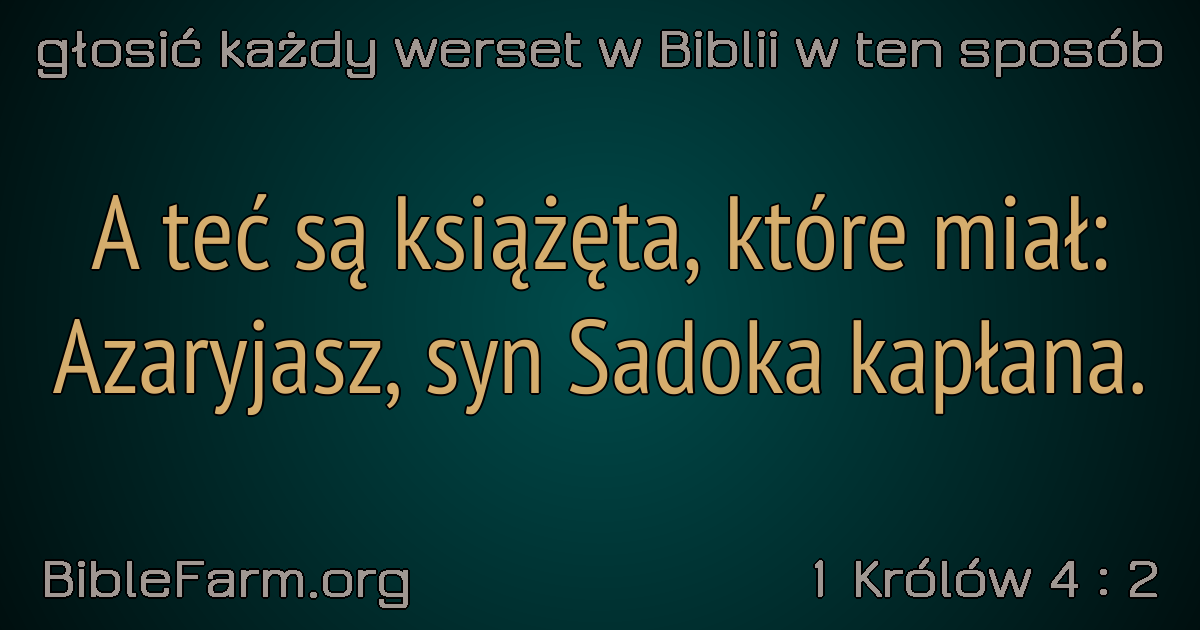 głosić każdy werset w Biblii w ten sposób
A teć są książęta, które miał:
Azaryjasz, syn Sadoka kapłana.
BibleFarm.org
1 Królów 4 : 2